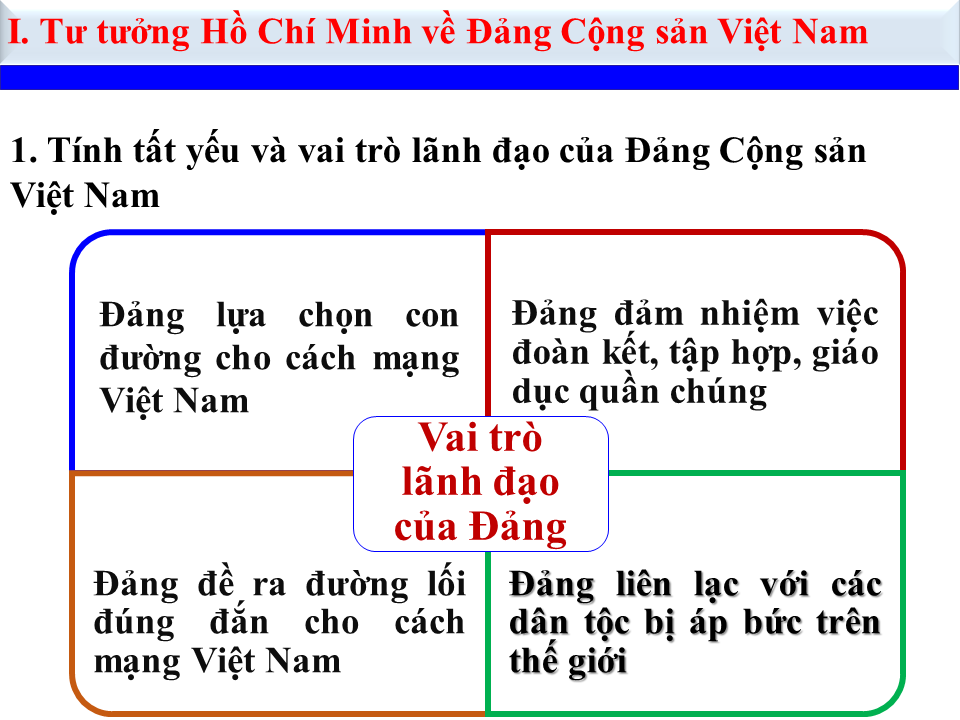 I. Tư tưởng Hồ Chí Minh về Đảng Cộng sản Việt Nam
1. Tính tất yếu và vai trò lãnh đạo của Đảng Cộng sản
Việt Nam
Đảng lựa chọn con
đường cho cách mạng
Việt Nam
Đảng đảm nhiệm việc
đoàn kết, tập hợp, giáo
dục quần chúng
Vai trò
lãnh đạo
của Đảng
Đảng đề ra đường lối
đúng đắn cho cách
mạng Việt Nam
Đảng liên lạc với các
dân tộc bị áp bức trên
thế giới